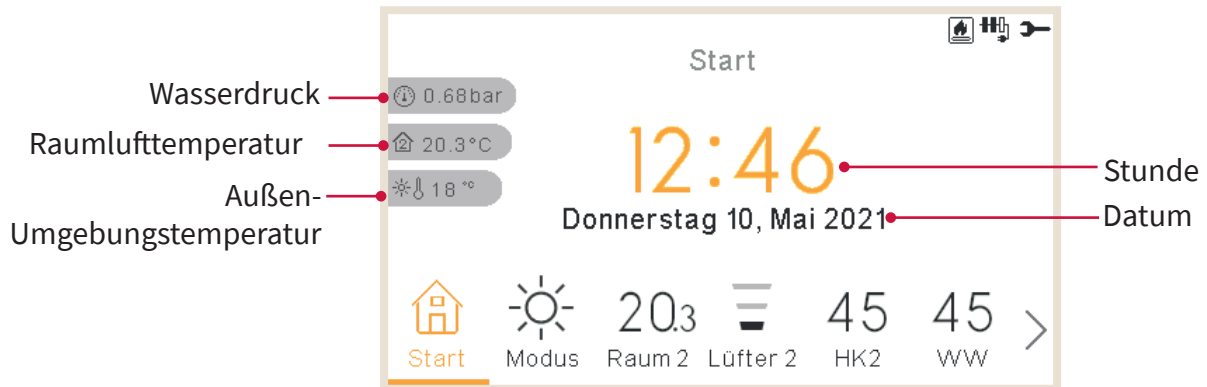 Start
Wasserdruck
0.68bar
Raumlufttemperatur
2 20.3°C
Außen-
Umgebungstemperatur
18 °C
12:46
Stunde
Donnerstag 10, Mai 2021
Datum
20.3
45
45
Start
Modus
Raum 2
Lüfter 2
HK2
WW